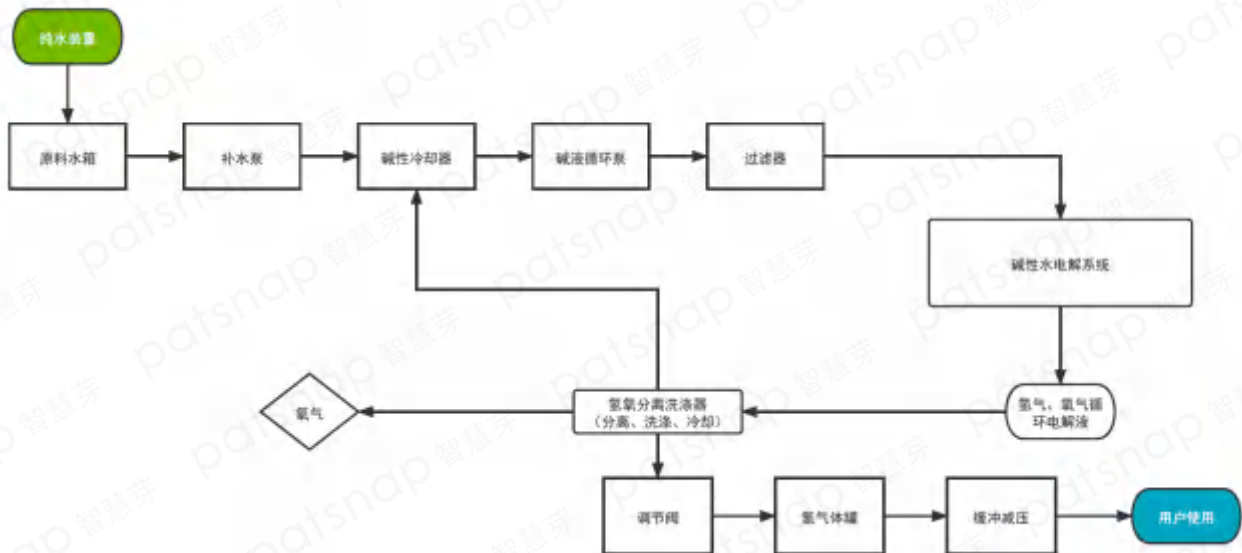 纯水装置
原料水箱
补水泵
碱性冷却器
碱液循环泵
过滤器
碱性水电解系统
氢气、氧气循
环电解液
氢氧分离洗涤器
（分离、洗涤、冷却）
氧气
调节阀
氢气体罐
缓冲减压
用户使用
patsnap 智慧芽